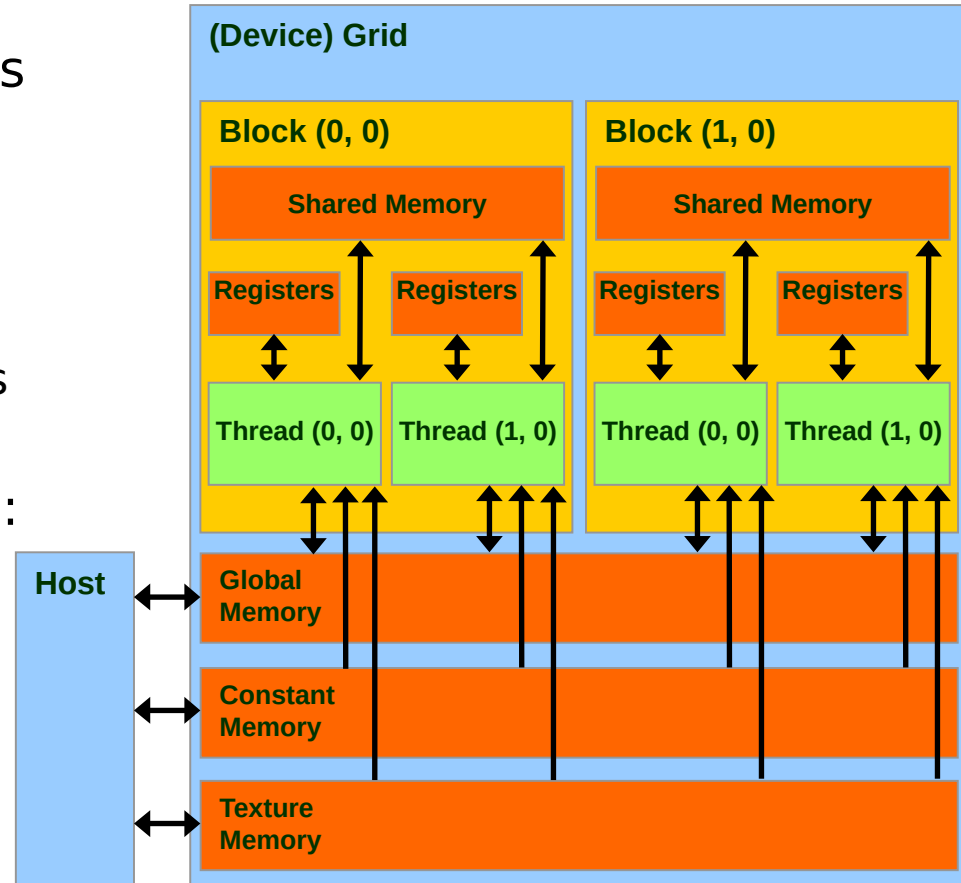 s
s
:
(Device) Grid
Block (0, 0)
Shared Memory
Registers
Registers
Thread (0, 0)
Thread (1, 0)
Block (1, 0)
Shared Memory
Registers
Registers
Thread (0, 0)
Thread (1, 0)
Host
Global
Memory
Constant
Memory
Texture
Memory